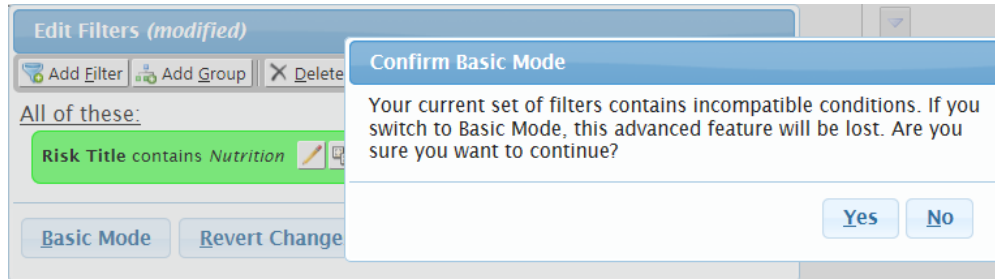 Edit Filters (modified)
Add Filter Add Group Delete
All of these:
Risk Title contains Nutrition
Basic Mode Revert Change
Confirm Basic Mode
Your current set of filters contains incompatible conditions. If you
switch to Basic Mode, this advanced feature will be lost. Are you
sure you want to continue?
Yes No